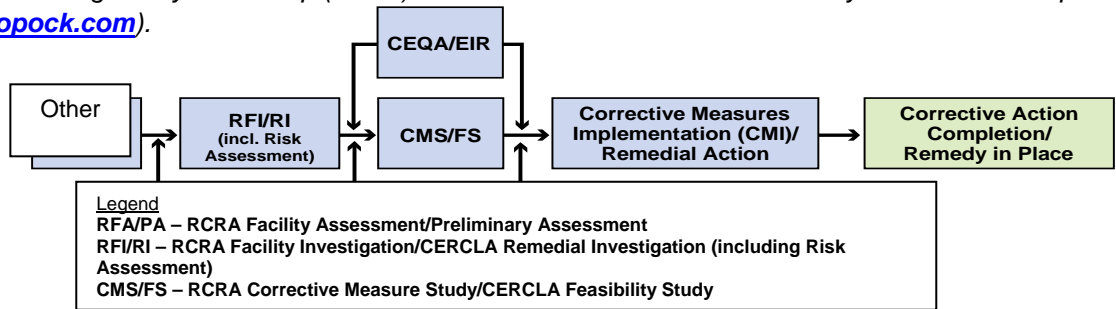 opock.com).
CEQA/EIR
Other
RFI/RI
(incl. Risk
Assessment)
CMS/FS
Corrective Measures
Implementation (CMI)/
Remedial Action
Corrective Action
Completion/
Remedy in Place
Legend
RFA/PA – RCRA Facility Assessment/Preliminary Assessment
RFI/RI – RCRA Facility Investigation/CERCLA Remedial Investigation (including Risk
Assessment)
CMS/FS – RCRA Corrective Measure Study/CERCLA Feasibility Study